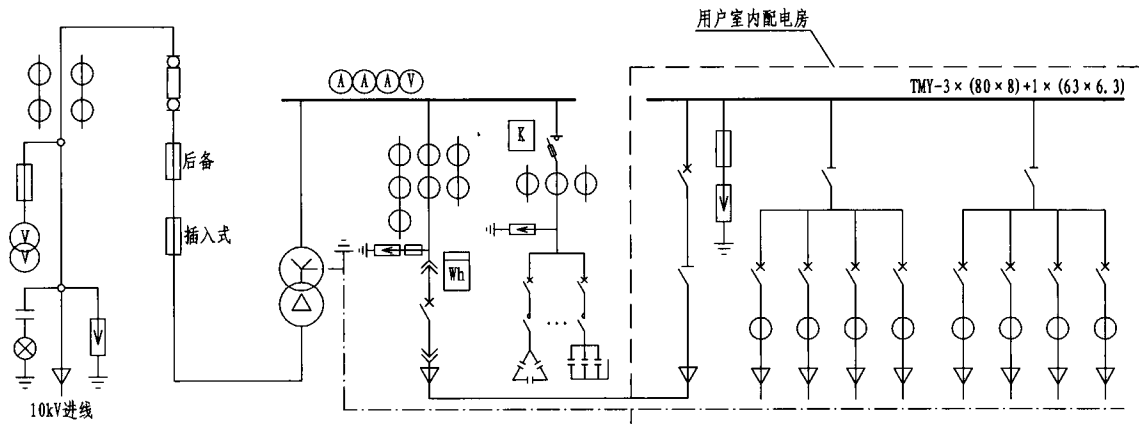 用户室内配电房
A A A V
TMY-3×(80×8)+1×(63×6.3)
K
后备
插入式
V
V
Wh
10kV进线